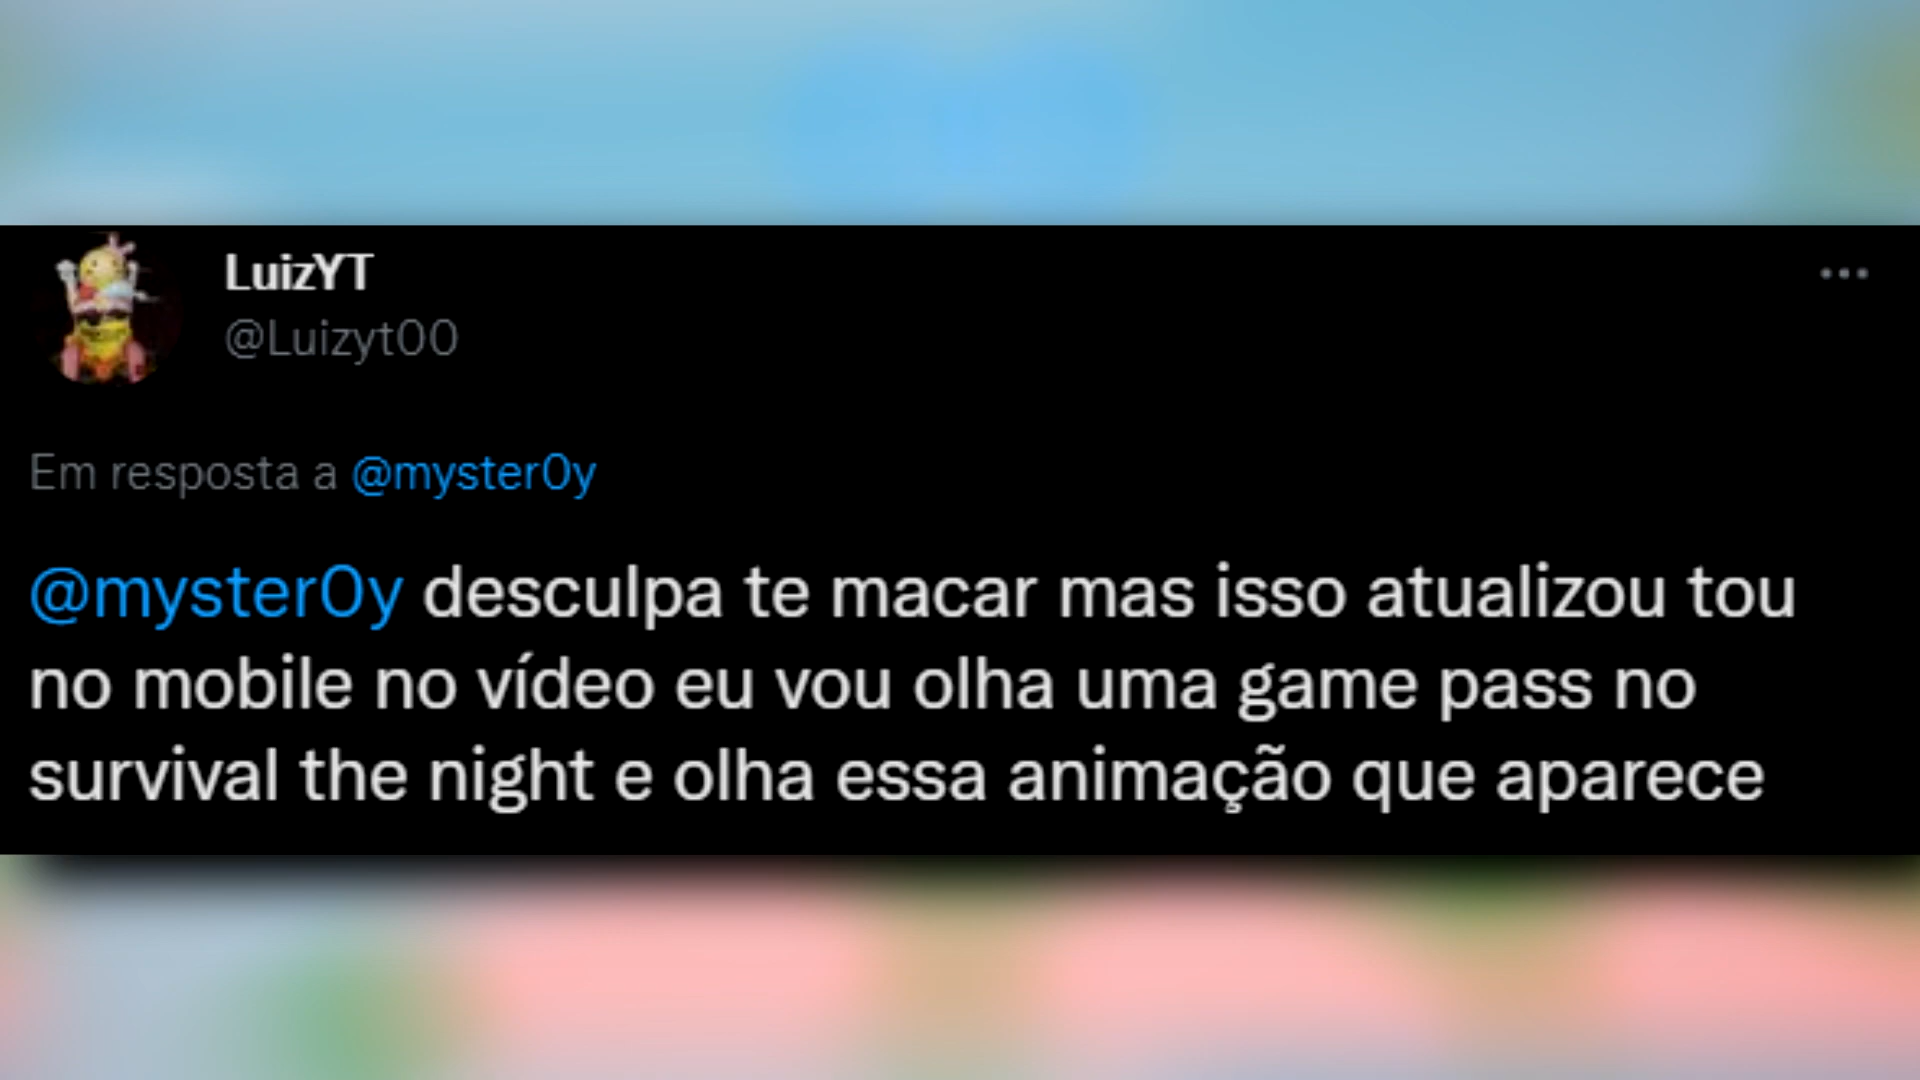 LuizYT
@Luizyt00
Em resposta a @myster0y
@myster0y desculpa te macar mas isso atualizou tou
no mobile no vídeo eu vou olha uma game pass no
survival the night e olha essa animação que aparece